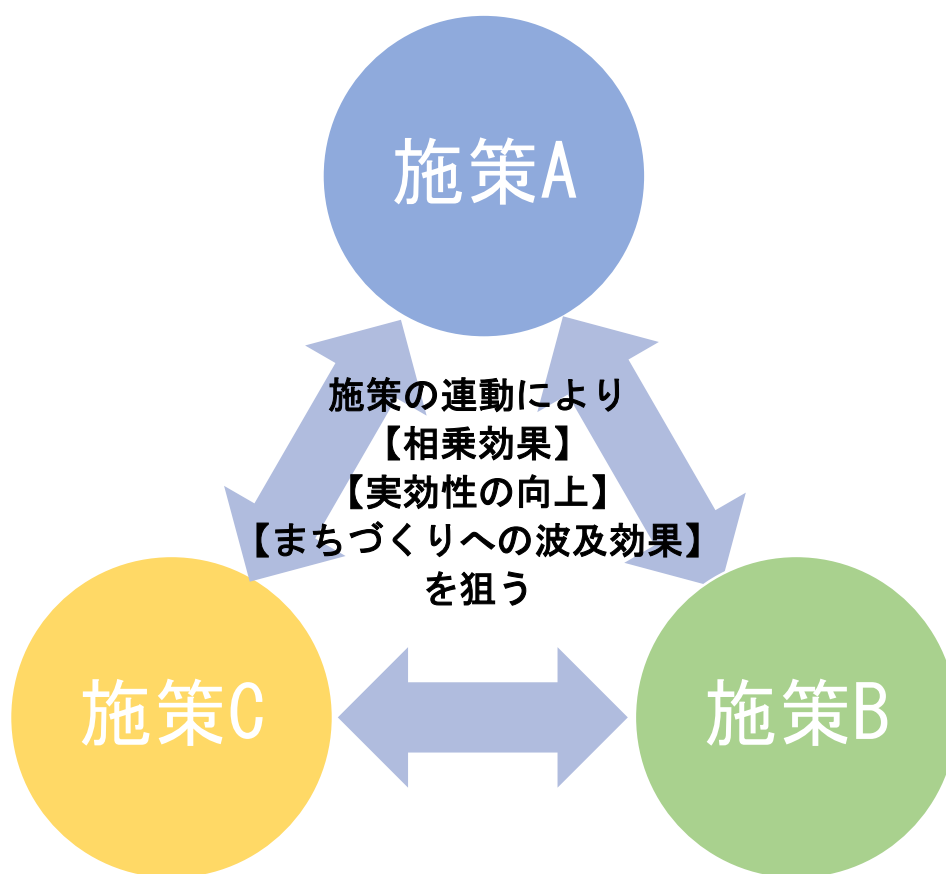 施策A
施策の連動により
【相乗効果】
【実効性の向上】
【まちづくりへの波及効果】
を狙う
施策C
施策B